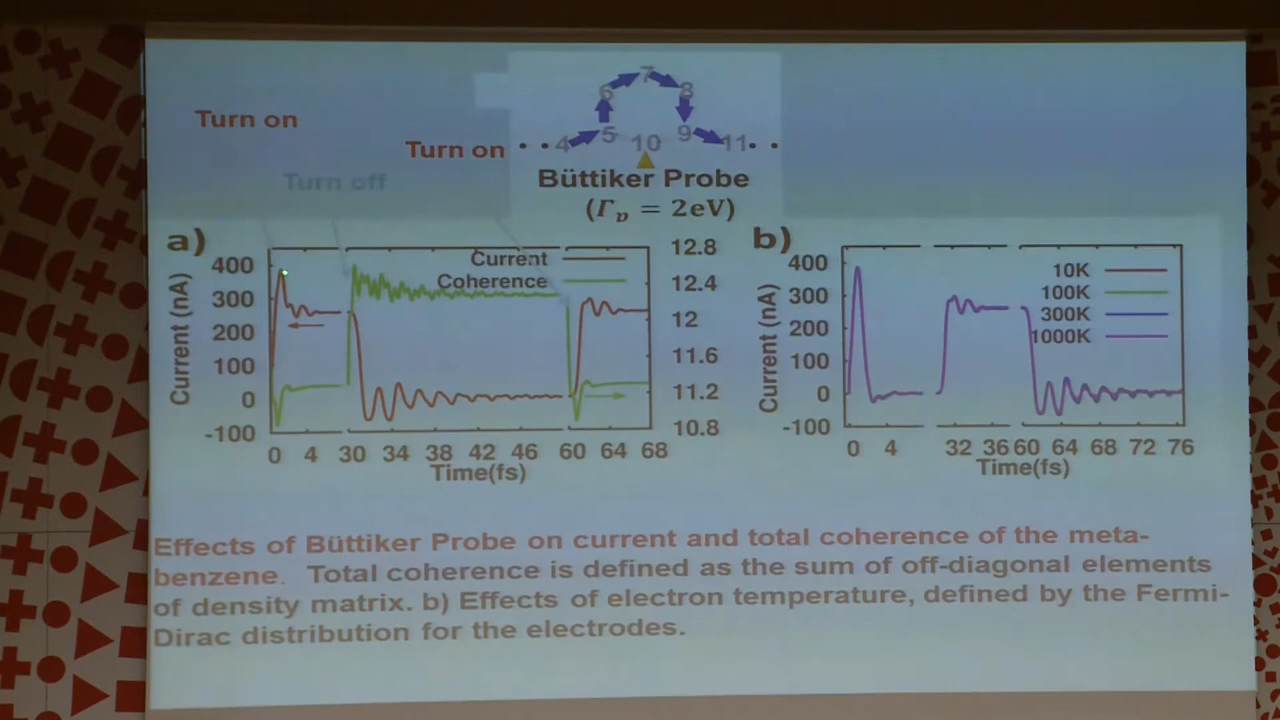 7
6 8
Turn on
Turn on • • 4 5 10 9 11 • •
Turn off
Büttiker Probe
(Γp = 2eV)
a)
Current (nA)
400
300
200
100
0
-100
Current
Coherence
12.8
12.4
12
11.6
11.2
10.8
0 4 30 34 38 42 46 60 64 68
Time(fs)
b)
Current (nA)
400
300
200
100
0
-100
10K
100K
300K
1000K
0 4 32 36 60 64 68 72 76
Time(fs)
Effects of Büttiker Probe on current and total coherence of the meta-
benzene. Total coherence is defined as the sum of off-diagonal elements
of density matrix. b) Effects of electron temperature, defined by the Fermi-
Dirac distribution for the electrodes.